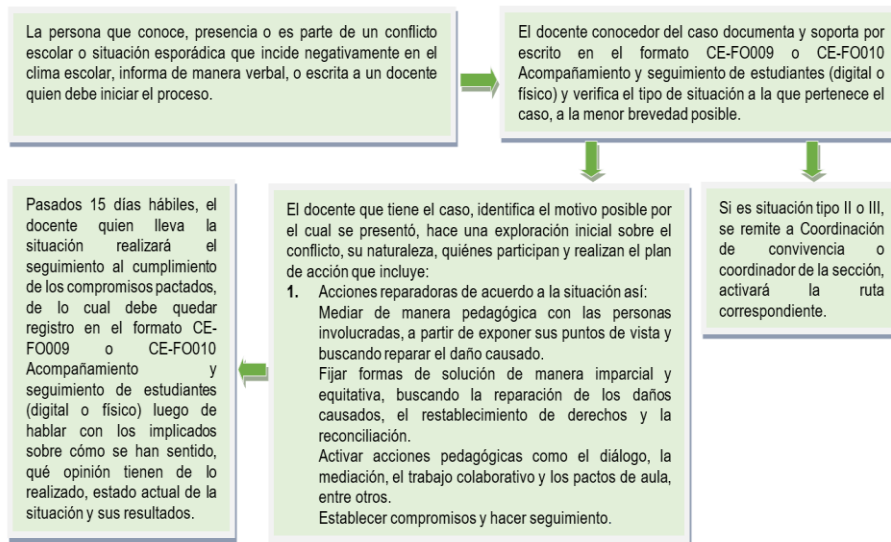 La persona que conoce, presencia o es parte de un conflicto
escolar o situación esporádica que incide negativamente en el
clima escolar, informa de manera verbal, o escrita a un docente
quien debe iniciar el proceso.
El docente conocedor del caso documenta y soporta por
escrito en el formato CE-FO009 o CE-FO010
Acompañamiento y seguimiento de estudiantes (digital o
físico) y verifica el tipo de situación a la que pertenece el
caso, a la menor brevedad posible.
Si es situación tipo II o III,
se remite a Coordinación
de convivencia o
coordinador de la sección,
activará la ruta
correspondiente.
El docente que tiene el caso, identifica el motivo posible por
el cual se presentó, hace una exploración inicial sobre el
conflicto, su naturaleza, quiénes participan y realizan el plan
de acción que incluye:
1. Acciones reparadoras de acuerdo a la situación así:
Mediar de manera pedagógica con las personas
involucradas, a partir de exponer sus puntos de vista y
buscando reparar el daño causado.
Fijar formas de solución de manera imparcial y
equitativa, buscando la reparación de los daños
causados, el restablecimiento de derechos y la
reconciliación.
Activar acciones pedagógicas como el diálogo, la
mediación, el trabajo colaborativo y los pactos de aula,
entre otros.
Establecer compromisos y hacer seguimiento.
Pasados 15 días hábiles, el
docente quien lleva la
situación realizará el
seguimiento al cumplimiento
de los compromisos pactados,
de lo cual debe quedar
registro en el formato CE-
FO009 o CE-FO010
Acompañamiento y
seguimiento de estudiantes
(digital o físico) luego de
hablar con los implicados
sobre cómo se han sentido,
qué opinión tienen de lo
realizado, estado actual de la
situación y sus resultados.